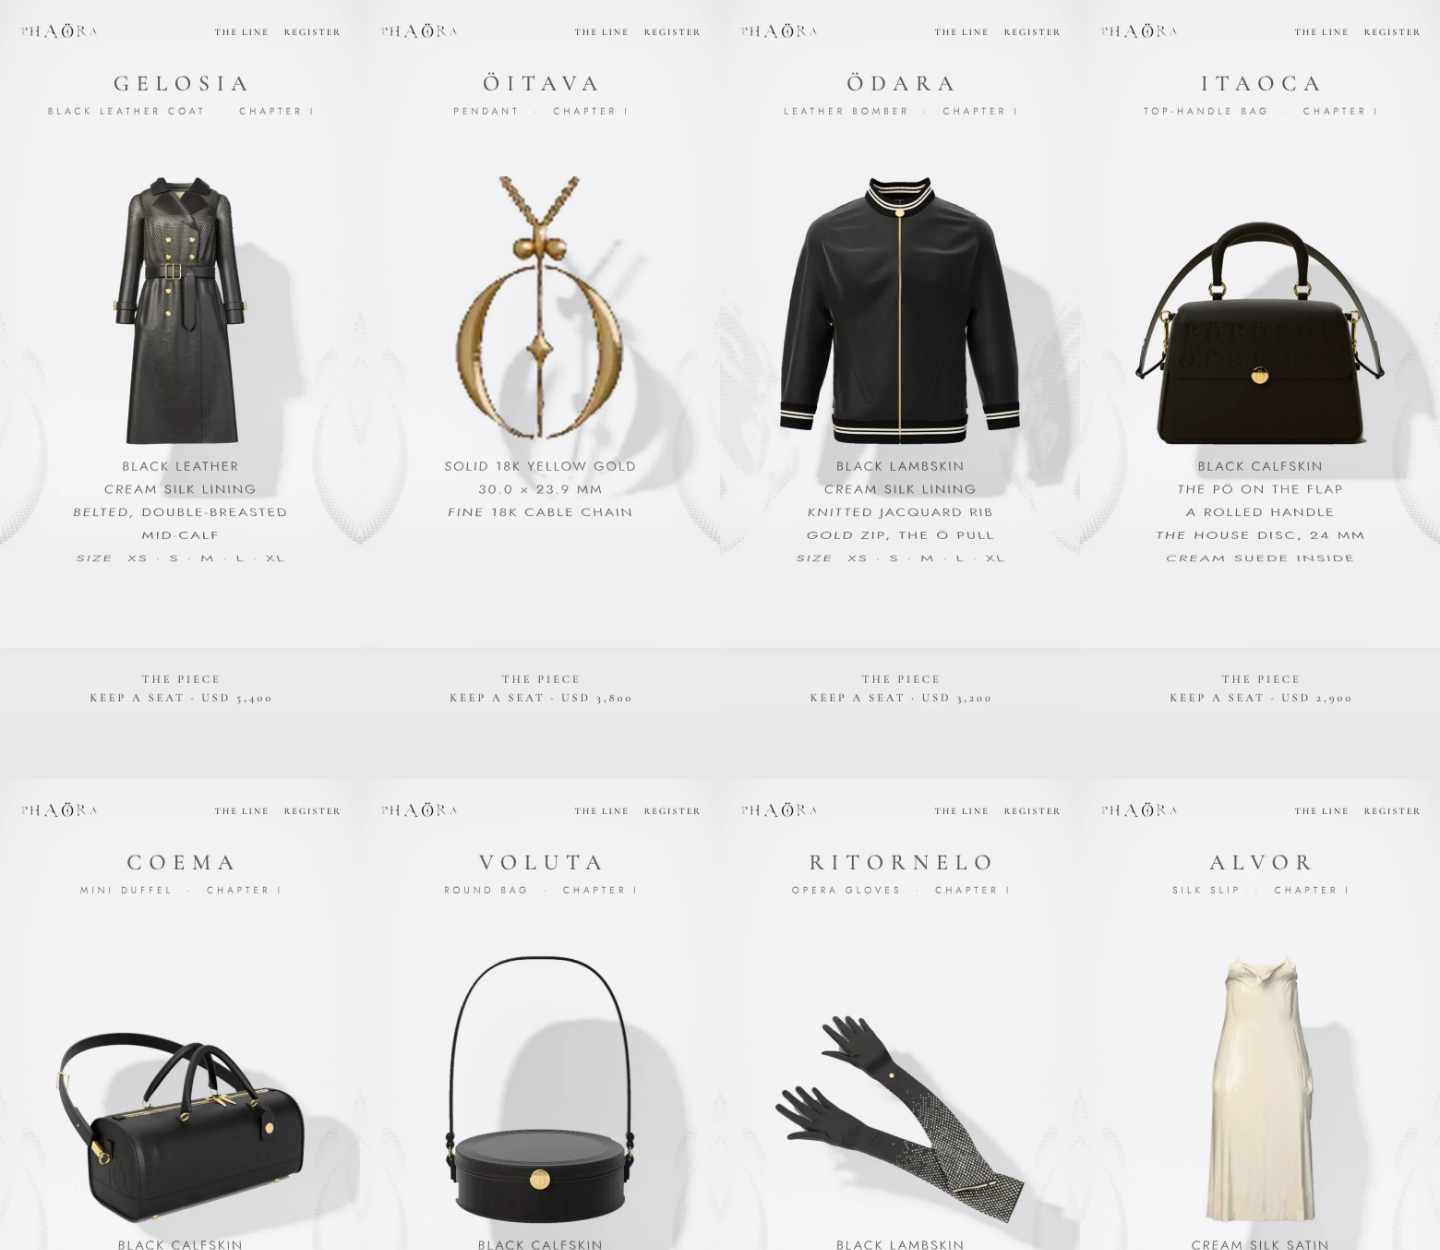 PHAÖRA THE LINE REGISTER
GELOSIA
BLACK LEATHER COAT · CHAPTER I
BLACK LEATHER
CREAM SILK LINING
BELTED, DOUBLE-BREASTED
MID-CALF
SIZE XS · S · M · L · XL
THE PIECE
KEEP A SEAT · USD 5,400
PHAÖRA THE LINE REGISTER
ÖITAVA
PENDANT · CHAPTER I
SOLID 18K YELLOW GOLD
30.0 × 23.9 MM
FINE 18K CABLE CHAIN
THE PIECE
KEEP A SEAT · USD 3,800
PHAÖRA THE LINE REGISTER
ÖDARA
LEATHER BOMBER · CHAPTER I
BLACK LAMBSKIN
CREAM SILK LINING
KNITTED JACQUARD RIB
GOLD ZIP, THE Ö PULL
SIZE XS · S · M · L · XL
THE PIECE
KEEP A SEAT · USD 3,200
PHAÖRA THE LINE REGISTER
ITAOCA
TOP-HANDLE BAG · CHAPTER I
BLACK CALFSKIN
THE PÖ ON THE FLAP
A ROLLED HANDLE
THE HOUSE DISC, 24 MM
CREAM SUEDE INSIDE
THE PIECE
KEEP A SEAT · USD 2,900
PHAÖRA THE LINE REGISTER
COEMA
MINI DUFFEL · CHAPTER I
BLACK CALFSKIN
PHAÖRA THE LINE REGISTER
VOLUTA
ROUND BAG · CHAPTER I
BLACK CALFSKIN
PHAÖRA THE LINE REGISTER
RITORNELO
OPERA GLOVES · CHAPTER I
BLACK LAMBSKIN
PHAÖRA THE LINE REGISTER
ALVOR
SILK SLIP · CHAPTER I
CREAM SILK SATIN